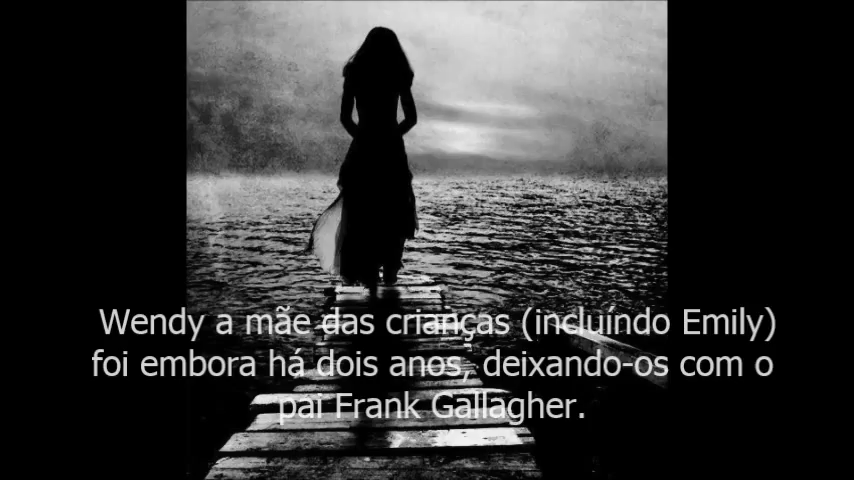 Wendy a mãe das crianças (incluíndo Emily)
foi embora há dois anos, deixando-os com o
pai Frank Gallagher.